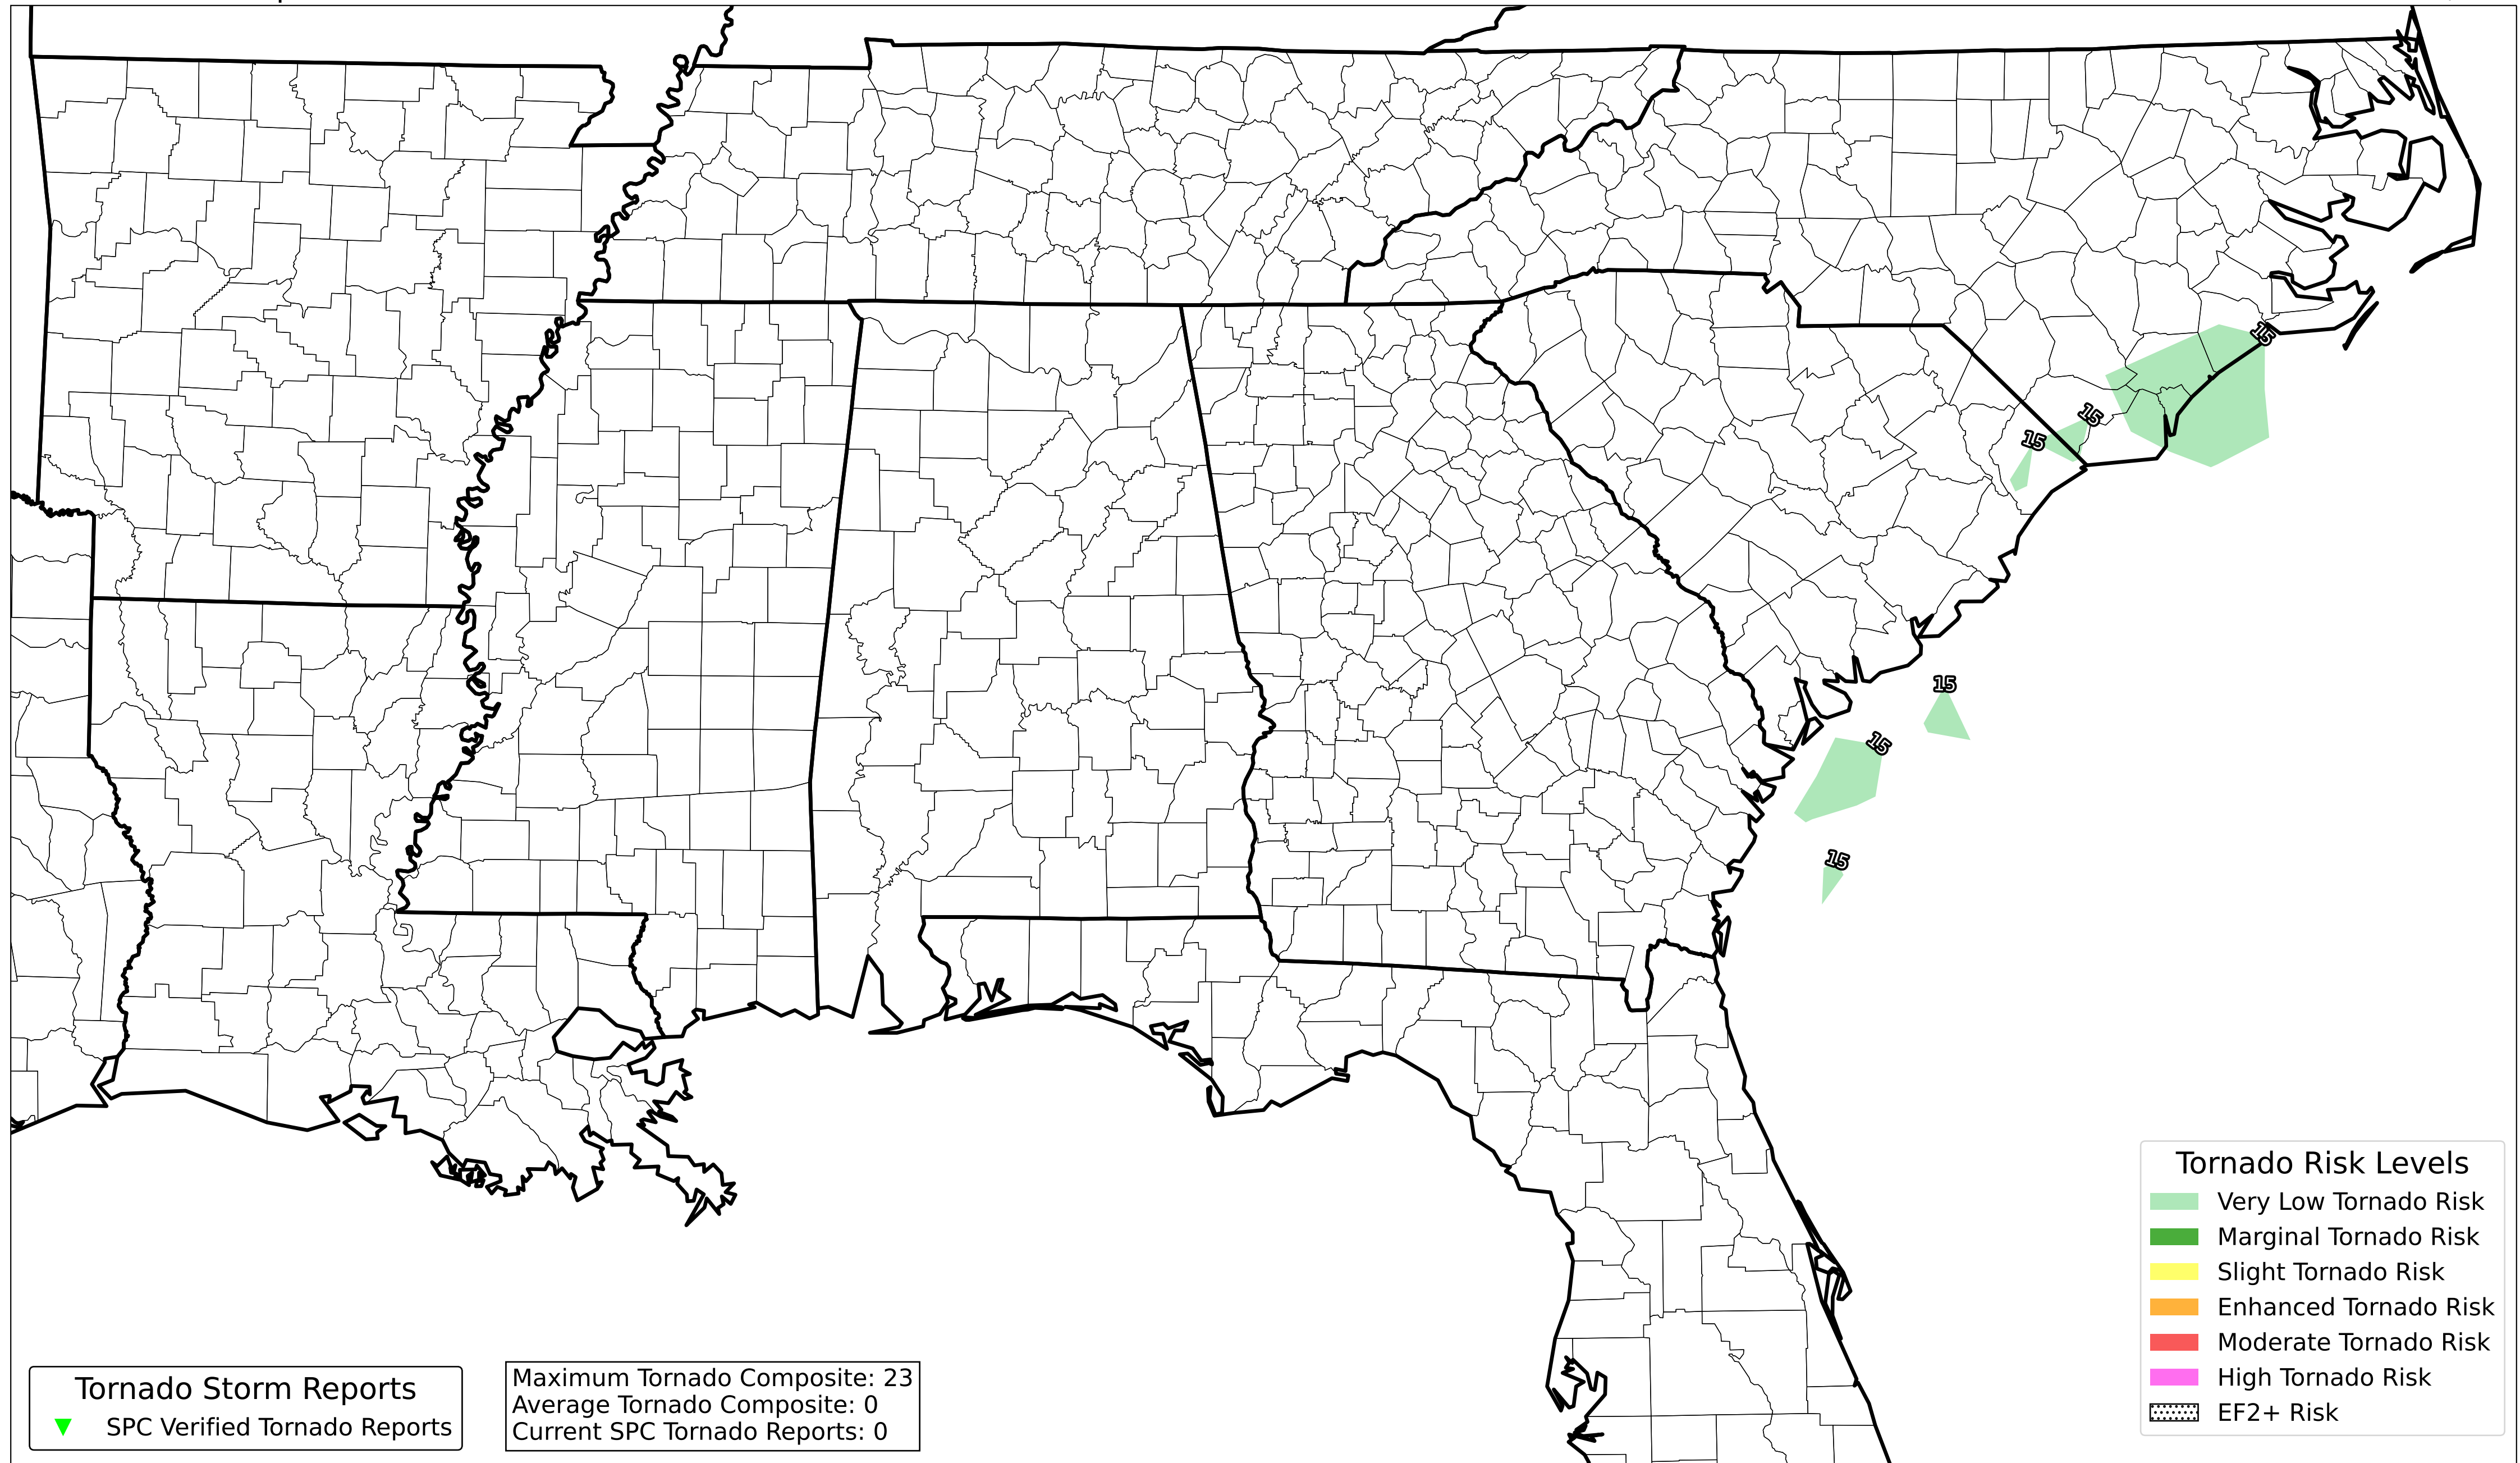 15
15
15
15
15
15
Tornado Risk Levels
Very Low Tornado Risk
Marginal Tornado Risk
Slight Tornado Risk
Enhanced Tornado Risk
Moderate Tornado Risk
High Tornado Risk
EF2+ Risk
Tornado Storm Reports
SPC Verified Tornado Reports
Maximum Tornado Composite: 23
Average Tornado Composite: 0
Current SPC Tornado Reports: 0